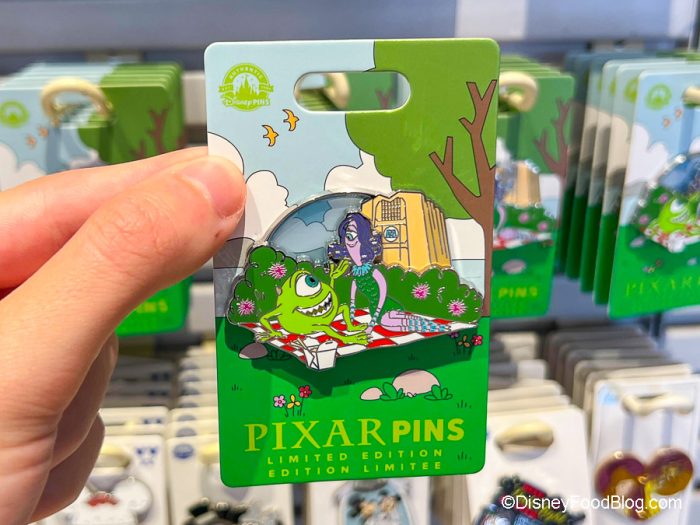 AUTHENTIC
Disney PINS
PIXAR PINS
LIMITED EDITION
EDITION LIMITEE
PINS
PINS
©DisneyFoodBlog.com